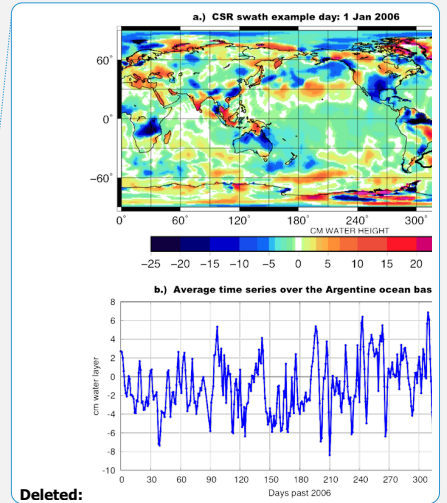 a.) CSR swath example day: 1 Jan 2006
60°
0°
−60°
0° 60° 120° 180° 240° 300°
CM WATER HEIGHT
−25 −20 −15 −10 −5 0 5 10 15 20
b.) Average time series over the Argentine ocean bas
8
6
4
2
0
-2
-4
-6
-8
-10
cm water layer
0 30 60 90 120 150 180 210 240 270 300
Days past 2006
Deleted: